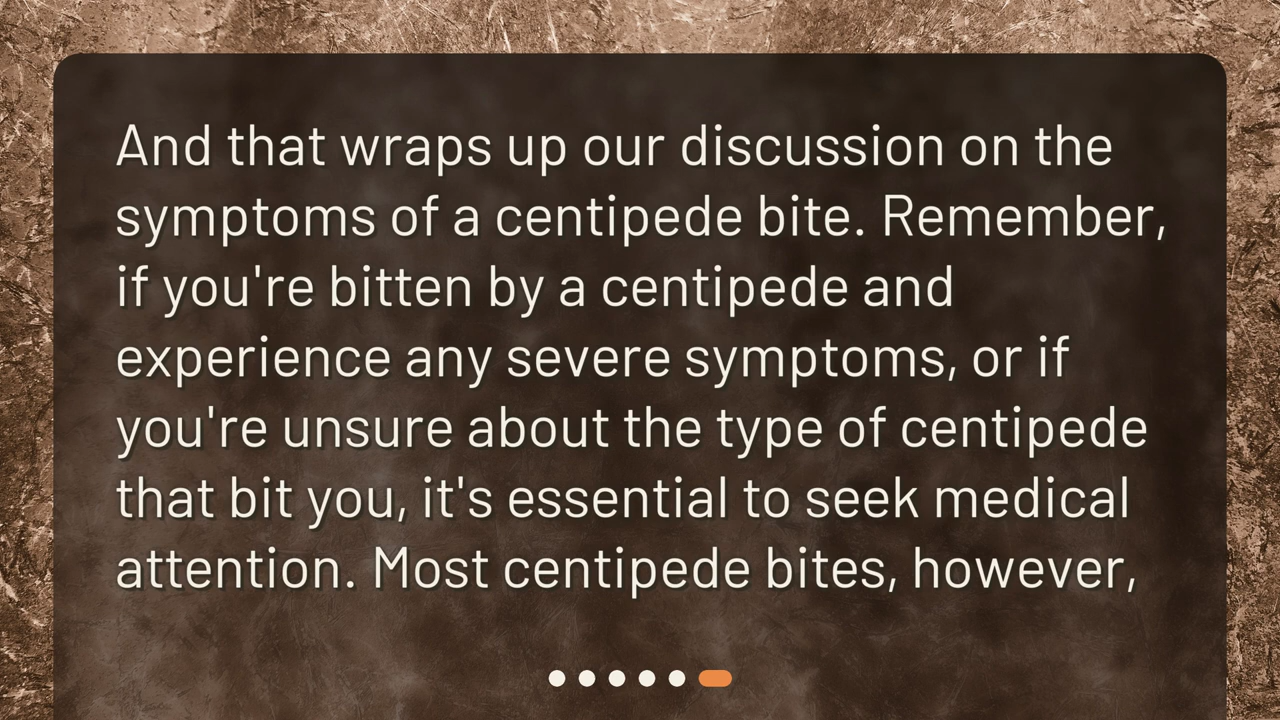 And that wraps up our discussion on the
symptoms of a centipede bite. Remember,
if you're bitten by a centipede and
experience any severe symptoms, or if
you're unsure about the type of centipede
that bit you, it's essential to seek medical
attention. Most centipede bites, however,